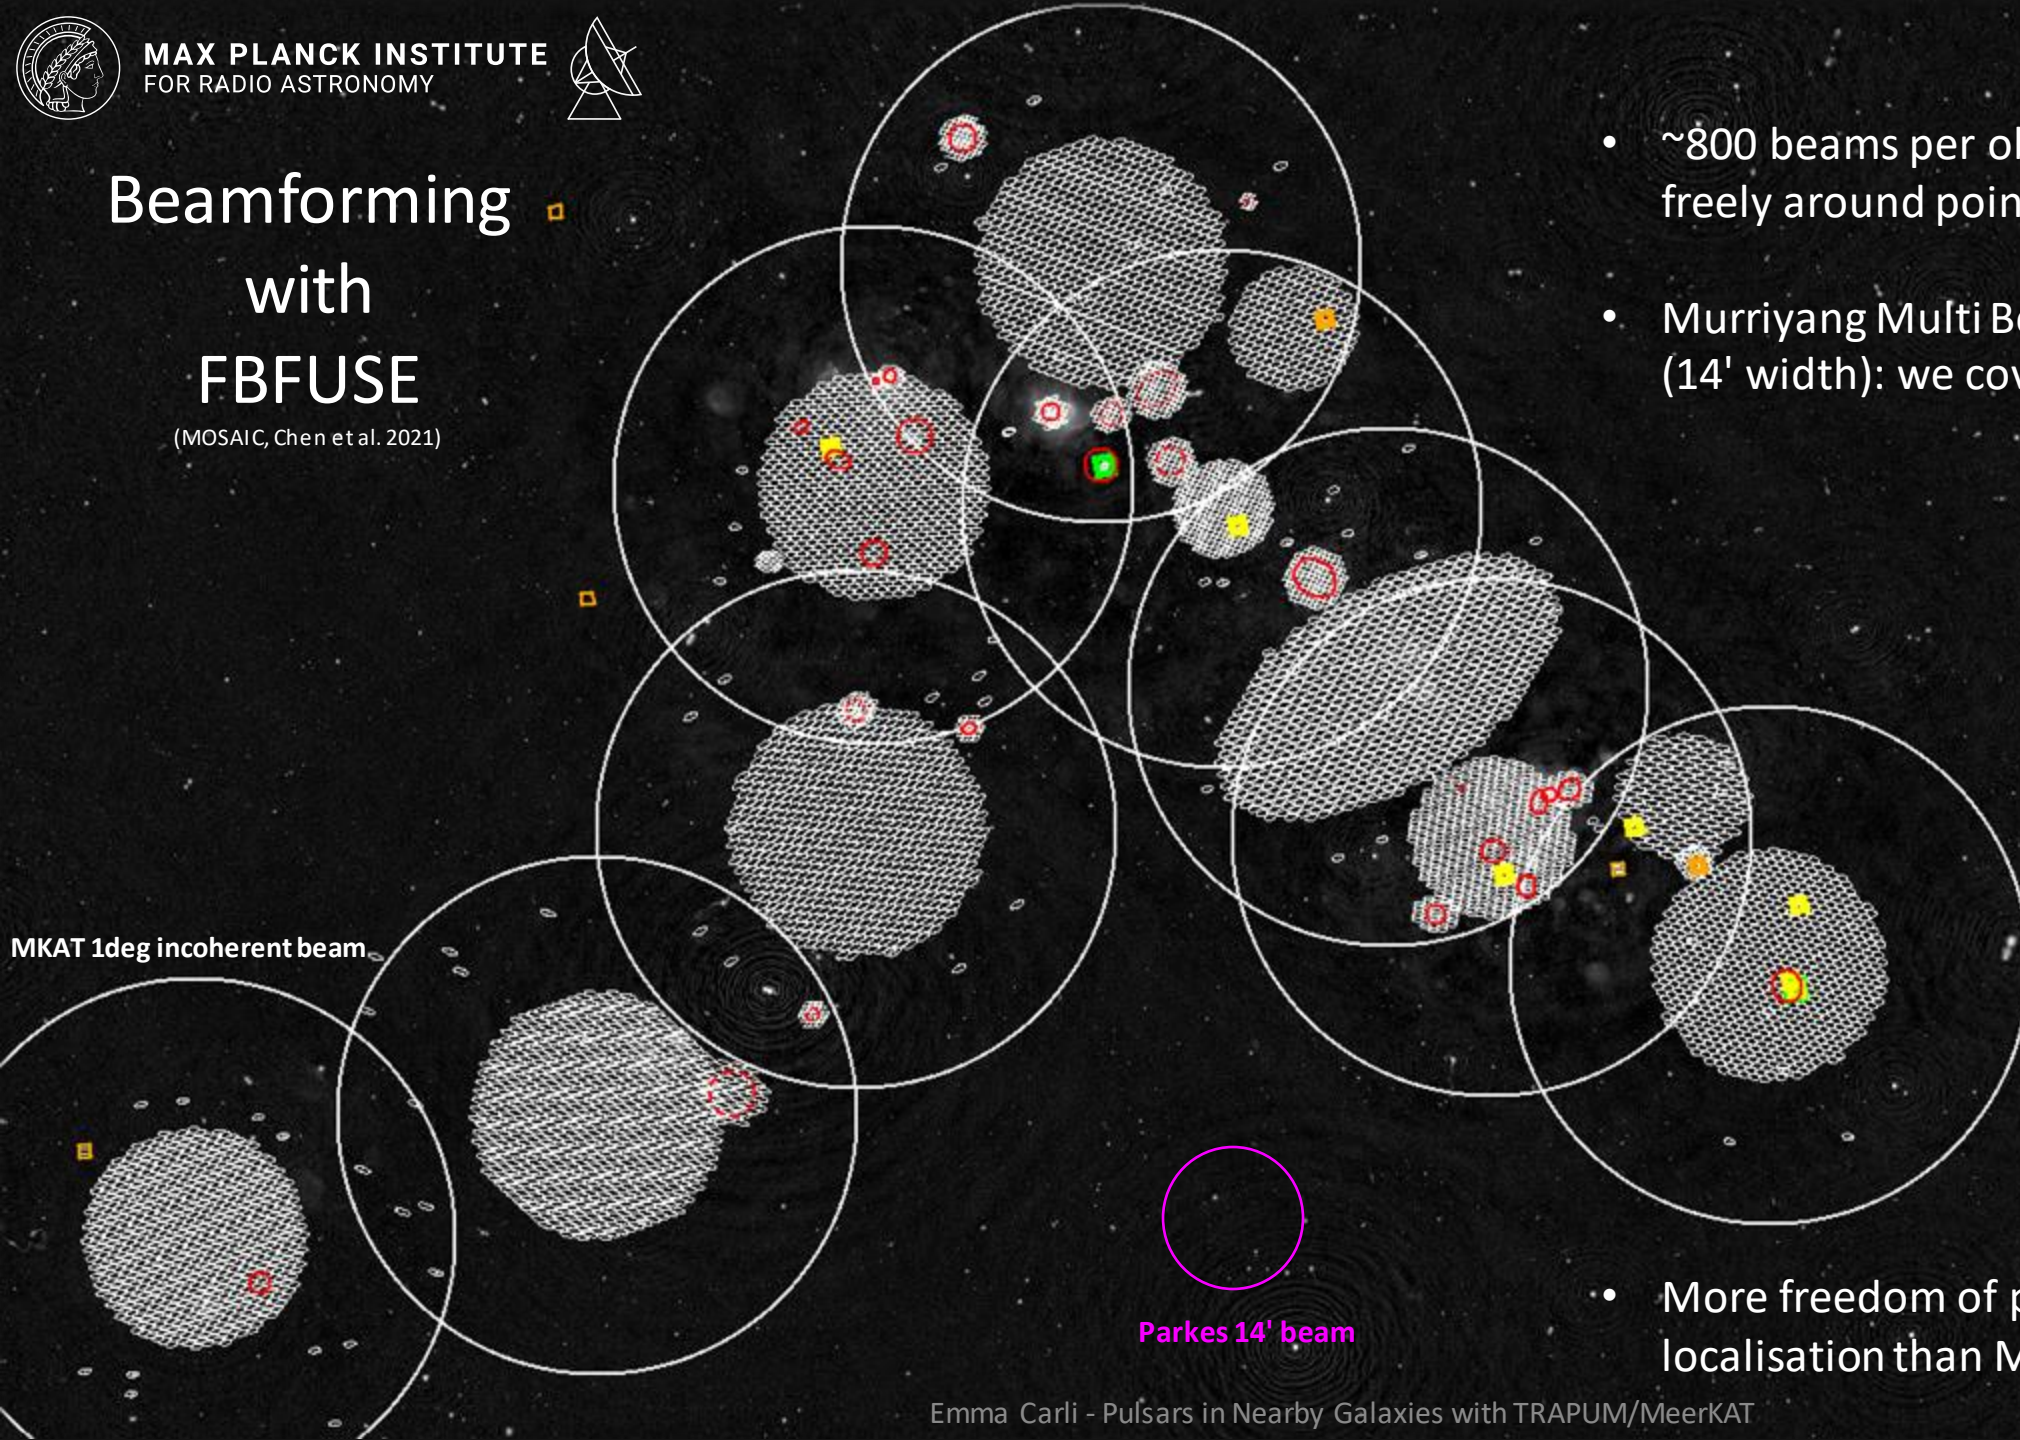 MAX PLANCK INSTITUTE
FOR RADIO ASTRONOMY
Beamforming
with
FBFUSE
(MOSAIC, Chen et al. 2021)
• ~800 beams per
freely around
• Murriyang Multi
(14' width): we
MKAT 1deg incoherent beam
Parkes 14' beam
• More freedom of
localisation than
Emma Carli - Pulsars in Nearby Galaxies with TRAPUM/MeerKAT